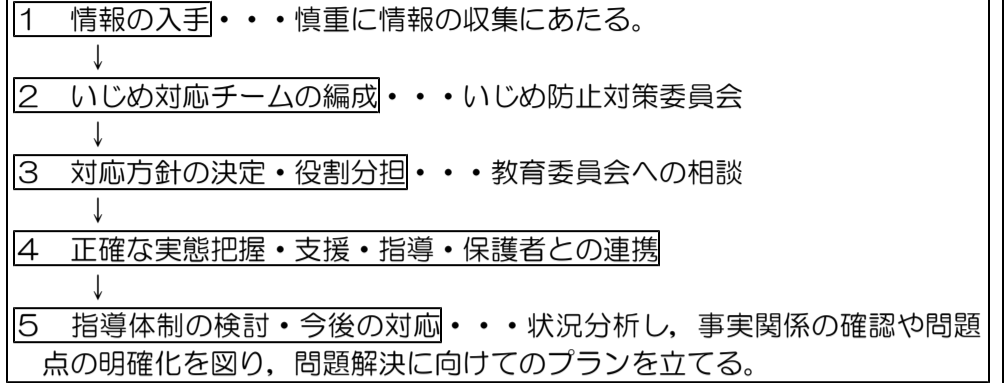 1　情報の入手・・・慎重に情報の収集にあたる。
↓
2　いじめ対応チームの編成・・・いじめ防止対策委員会
↓
3　対応方針の決定・役割分担・・・教育委員会への相談
↓
4　正確な実態把握・支援・指導・保護者との連携
↓
5　指導体制の検討・今後の対応・・・状況分析し，事実関係の確認や問題
点の明確化を図り，問題解決に向けてのプランを立てる。